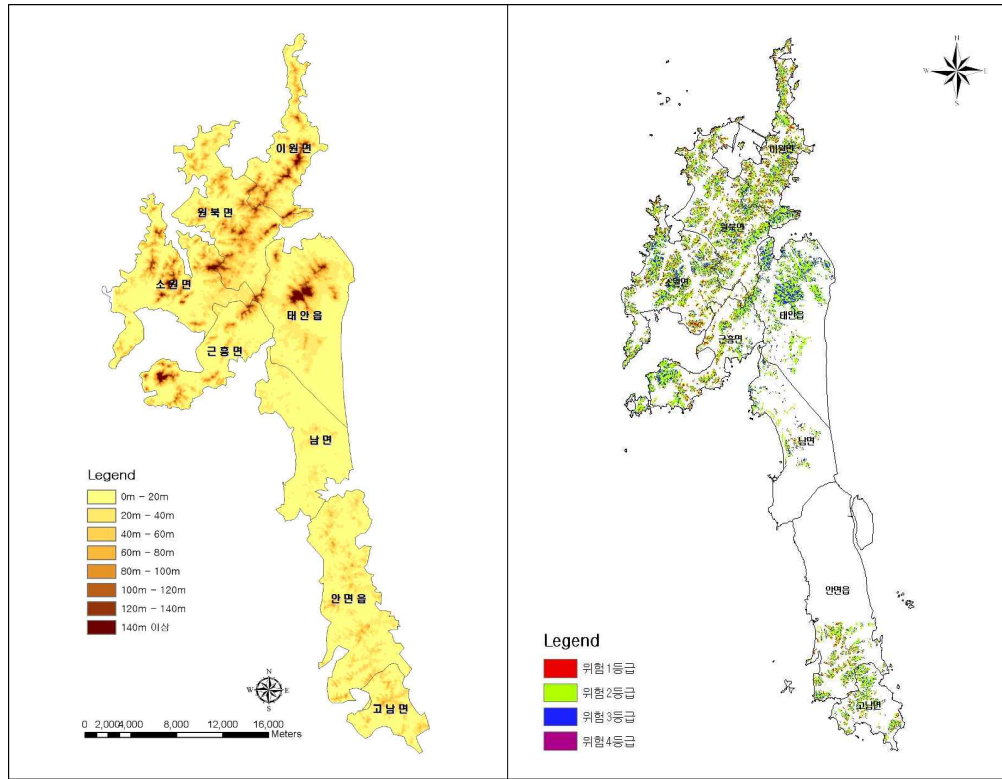 이원면
원북면
소원면
태안읍
근흥면
남면
안면읍
고남면
Legend
0m - 20m
20m - 40m
40m - 60m
60m - 80m
80m - 100m
100m - 120m
120m - 140m
140m 이상
N
W E
S
0 2,000 4,000 8,000 12,000 16,000
Meters
N
W E
S
이원면
원북면
소원면
태안읍
근흥면
남면
안면읍
고남면
Legend
위험1등급
위험2등급
위험3등급
위험4등급